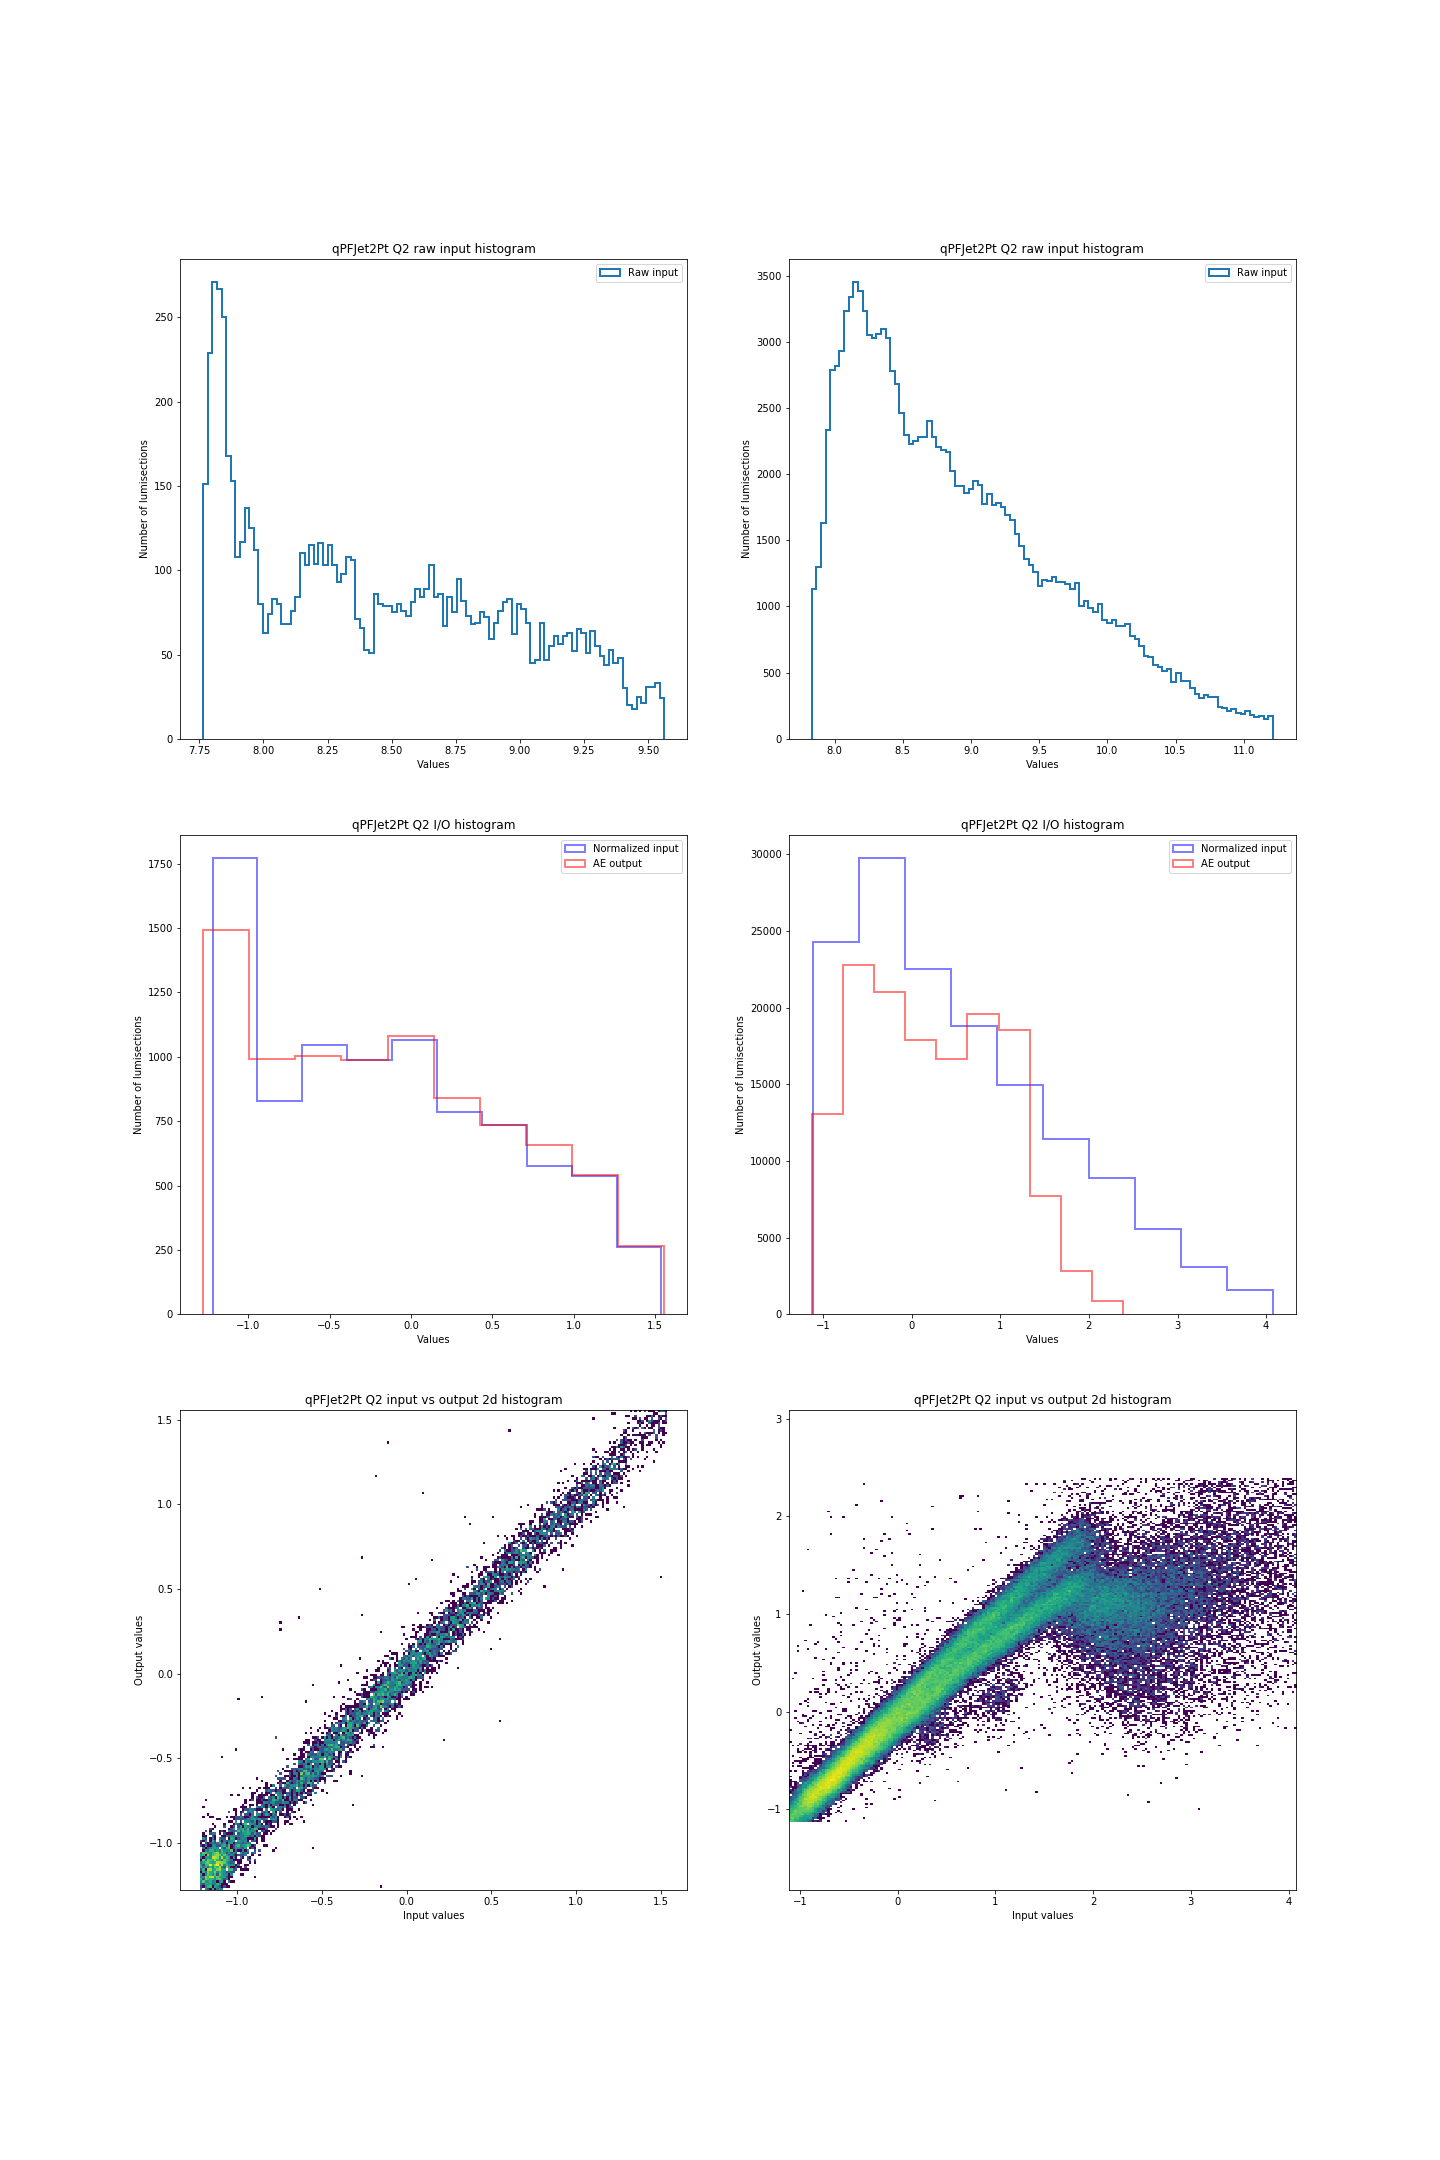 qPFJet2Pt Q2 raw input histogram
Raw input
Number of lumisections
250
200
150
100
50
0
7.75 8.00 8.25 8.50 8.75 9.00 9.25 9.50
Values
qPFJet2Pt Q2 raw input histogram
Raw input
Number of lumisections
3500
3000
2500
2000
1500
1000
500
0
8.0 8.5 9.0 9.5 10.0 10.5 11.0
Values
qPFJet2Pt Q2 I/O histogram
Normalized input
AE output
Number of lumisections
1750
1500
1250
1000
750
500
250
0
−1.0 −0.5 0.0 0.5 1.0 1.5
Values
qPFJet2Pt Q2 I/O histogram
Normalized input
AE output
Number of lumisections
30000
25000
20000
15000
10000
5000
0
−1 0 1 2 3 4
Values
qPFJet2Pt Q2 input vs output 2d histogram
Output values
1.5
1.0
0.5
0.0
−0.5
−1.0
−1.0 −0.5 0.0 0.5 1.0 1.5
Input values
qPFJet2Pt Q2 input vs output 2d histogram
Output values
3
2
1
0
−1
−1 0 1 2 3 4
Input values